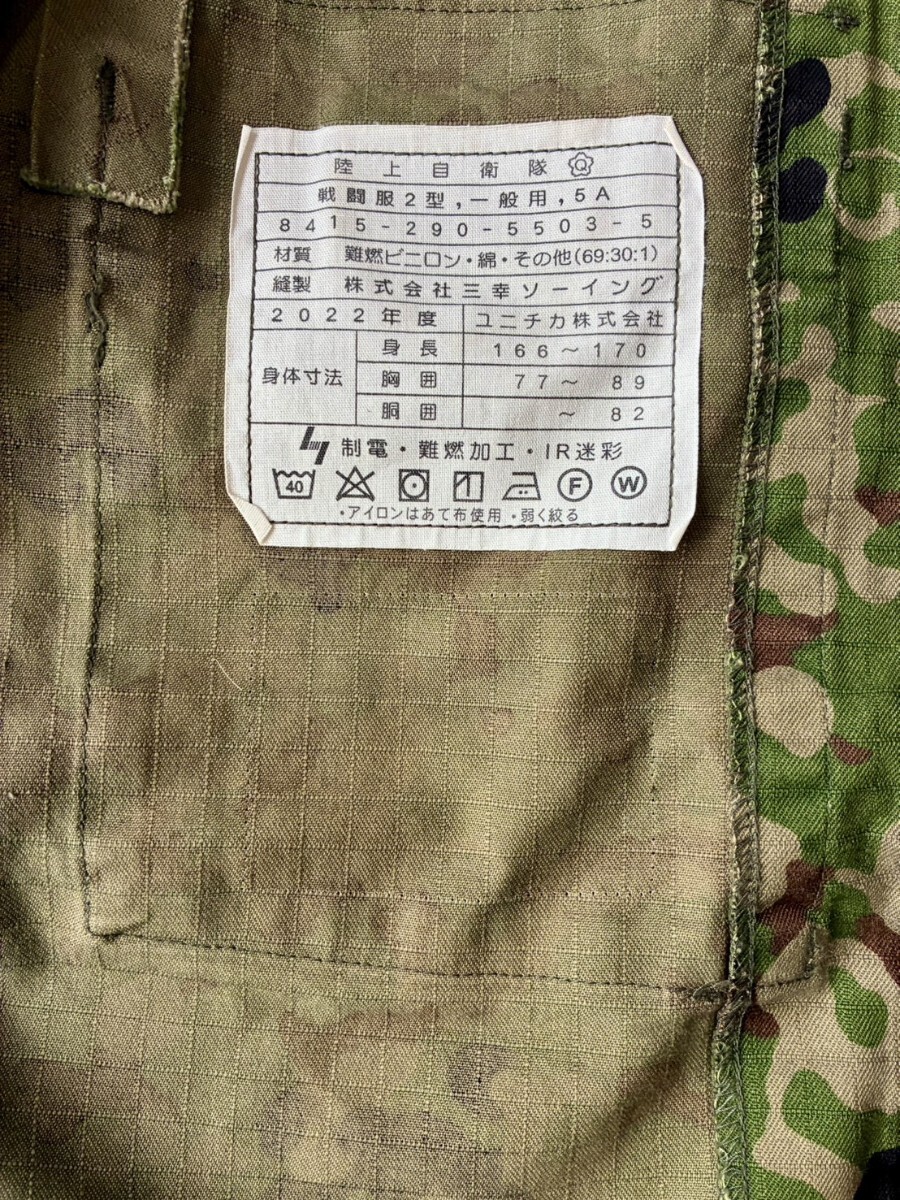 陸上自衛隊
戦闘服2型,一般用,5A
8415-290-5503-5
材質 難燃ビニロン・綿・その他(69:30:1)
縫製 株式会社三幸ソーイング
2022年度 ユニチカ株式会社
身体寸法
身長 166～170
胸囲 77～89
胴囲 ～82
制電・難燃加工・IR迷彩
40 F W
・アイロンはあて布使用・弱く絞る